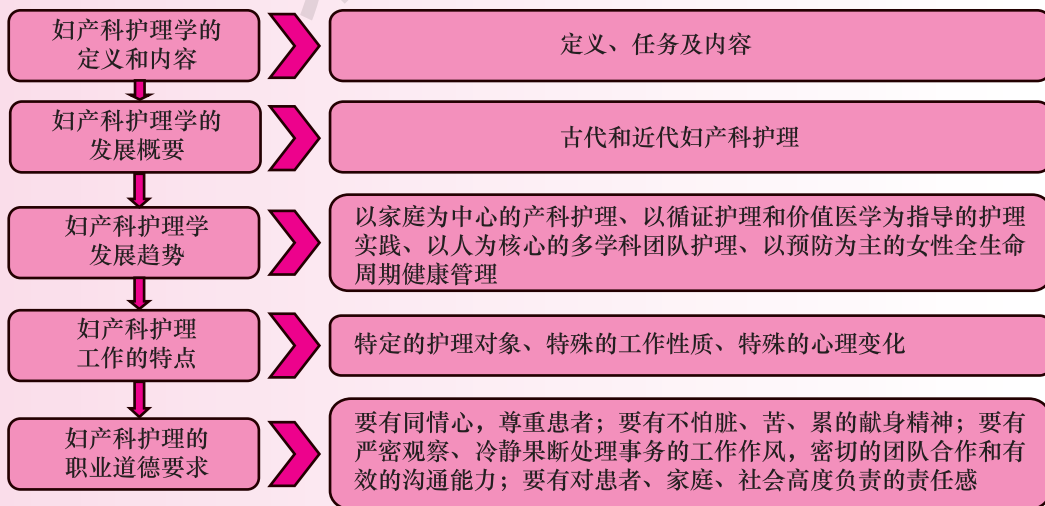 妇产科护理学的
定义和内容
定义、任务及内容
妇产科护理学的
发展概要
古代和近代妇产科护理
妇产科护理学
发展趋势
以家庭为中心的产科护理、以循证护理和价值医学为指导的护理
实践、以人为核心的多学科团队护理、以预防为主的女性全生命
周期健康管理
妇产科护理
工作的特点
特定的护理对象、特殊的工作性质、特殊的心理变化
妇产科护理的
职业道德要求
要有同情心，尊重患者；要有不怕脏、苦、累的献身精神；要有
严密观察、冷静果断处理事务的工作作风，密切的团队合作和有
效的沟通能力；要有对患者、家庭、社会高度负责的责任感